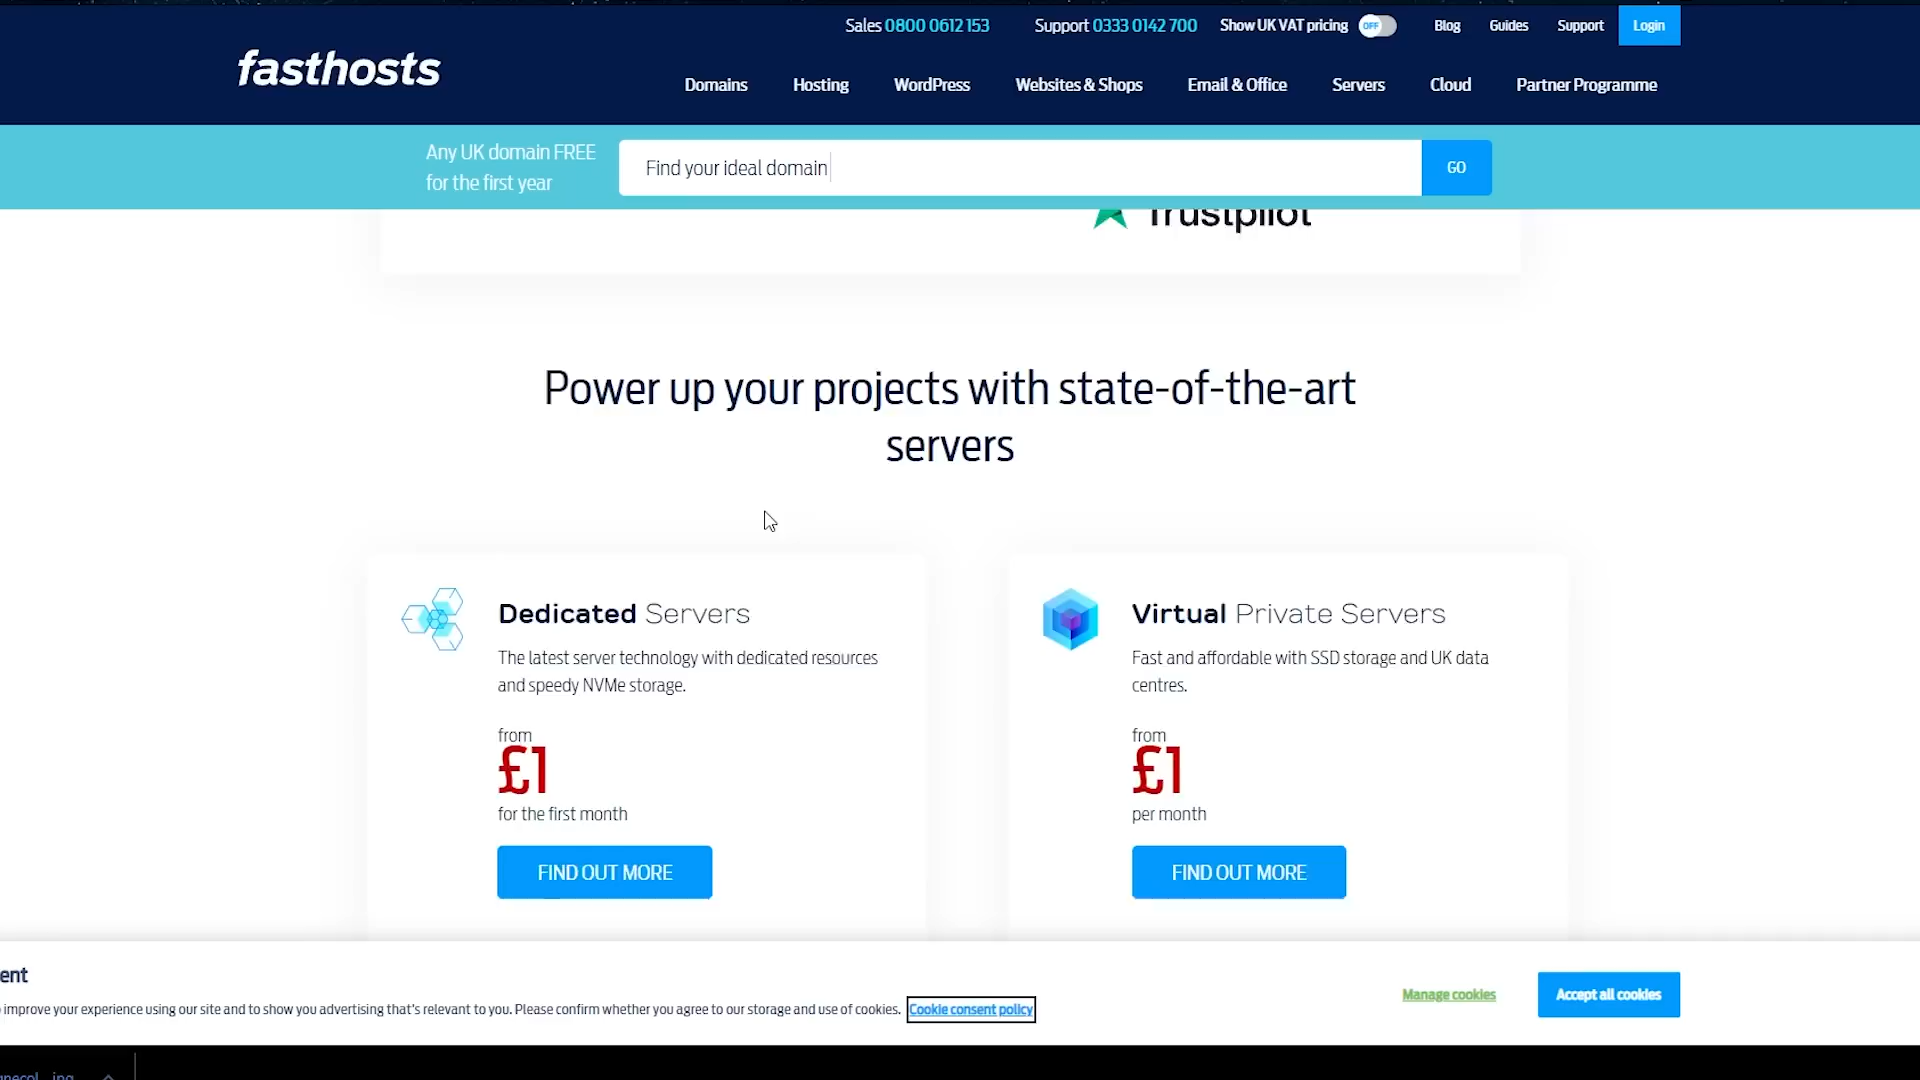 Sales 0800 0612 153 Support 0333 0142 700 Show UK VAT pricing OFF Blog Guides Support Login
fasthosts
Domains Hosting WordPress Websites & Shops Email & Office Servers Cloud Partner Programme
Any UK domain FREE
for the first year
Find your ideal domain
GO
Trustpilot
Power up your projects with state-of-the-art
servers
Dedicated Servers
The latest server technology with dedicated resources
and speedy NVMe storage.
from
£1
for the first month
FIND OUT MORE
Virtual Private Servers
Fast and affordable with SSD storage and UK data
centres.
from
£1
per month
FIND OUT MORE
ent
improve your experience using our site and to show you advertising that's relevant to you. Please confirm whether you agree to our storage and use of cookies. Cookie consent policy
Manage cookies
Accept all cookies